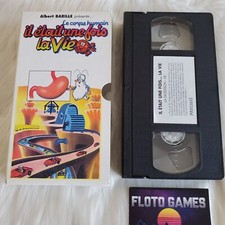 Albert BARILLE présente
Le corps humain
il était une fois
la Vie
IL ÉTAIT UNE FOIS... LA VIE
FLOTO GAMES